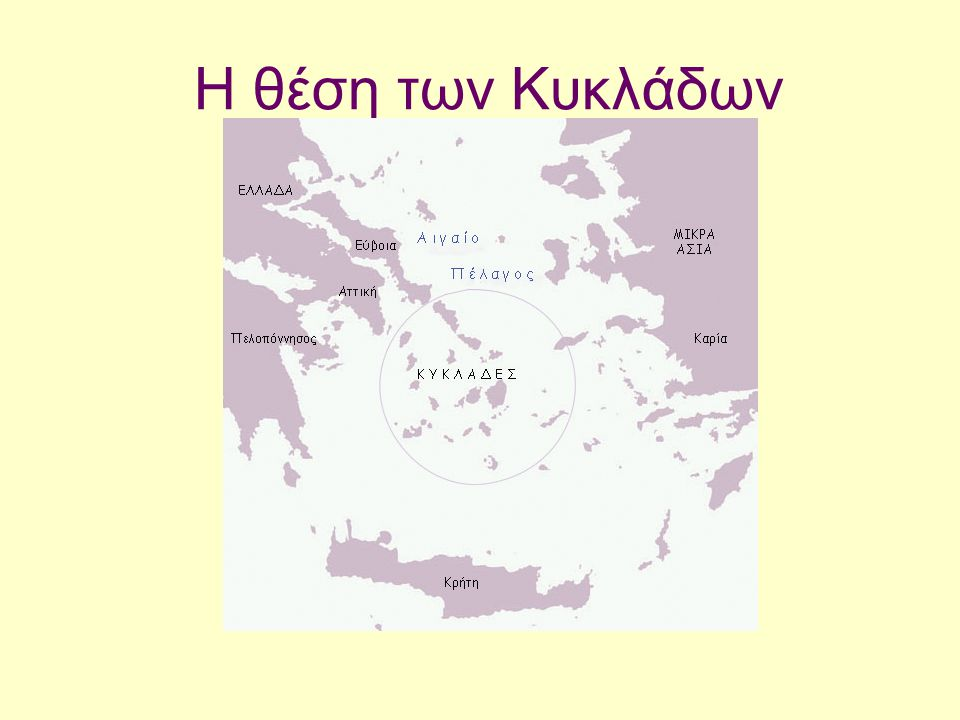 Η θέση των Κυκλάδων
ΕΛΛΑΔΑ
Αιγαίο
Εύβοια
ΜΙΚΡΑ
ΑΣΙΑ
Πέλαγος
Αττική
Πελοπόννησος
Καρία
ΚΥΚΛΑΔΕΣ
Κρήτη